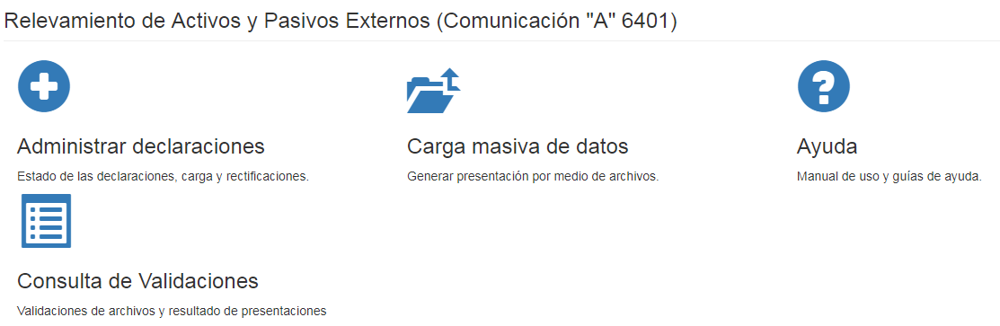 Relevamiento de Activos y Pasivos Externos (Comunicación "A" 6401)
Administrar declaraciones
Estado de las declaraciones, carga y rectificaciones.
Carga masiva de datos
Generar presentación por medio de archivos.
Ayuda
Manual de uso y guías de ayuda.
Consulta de Validaciones
Validaciones de archivos y resultado de presentaciones